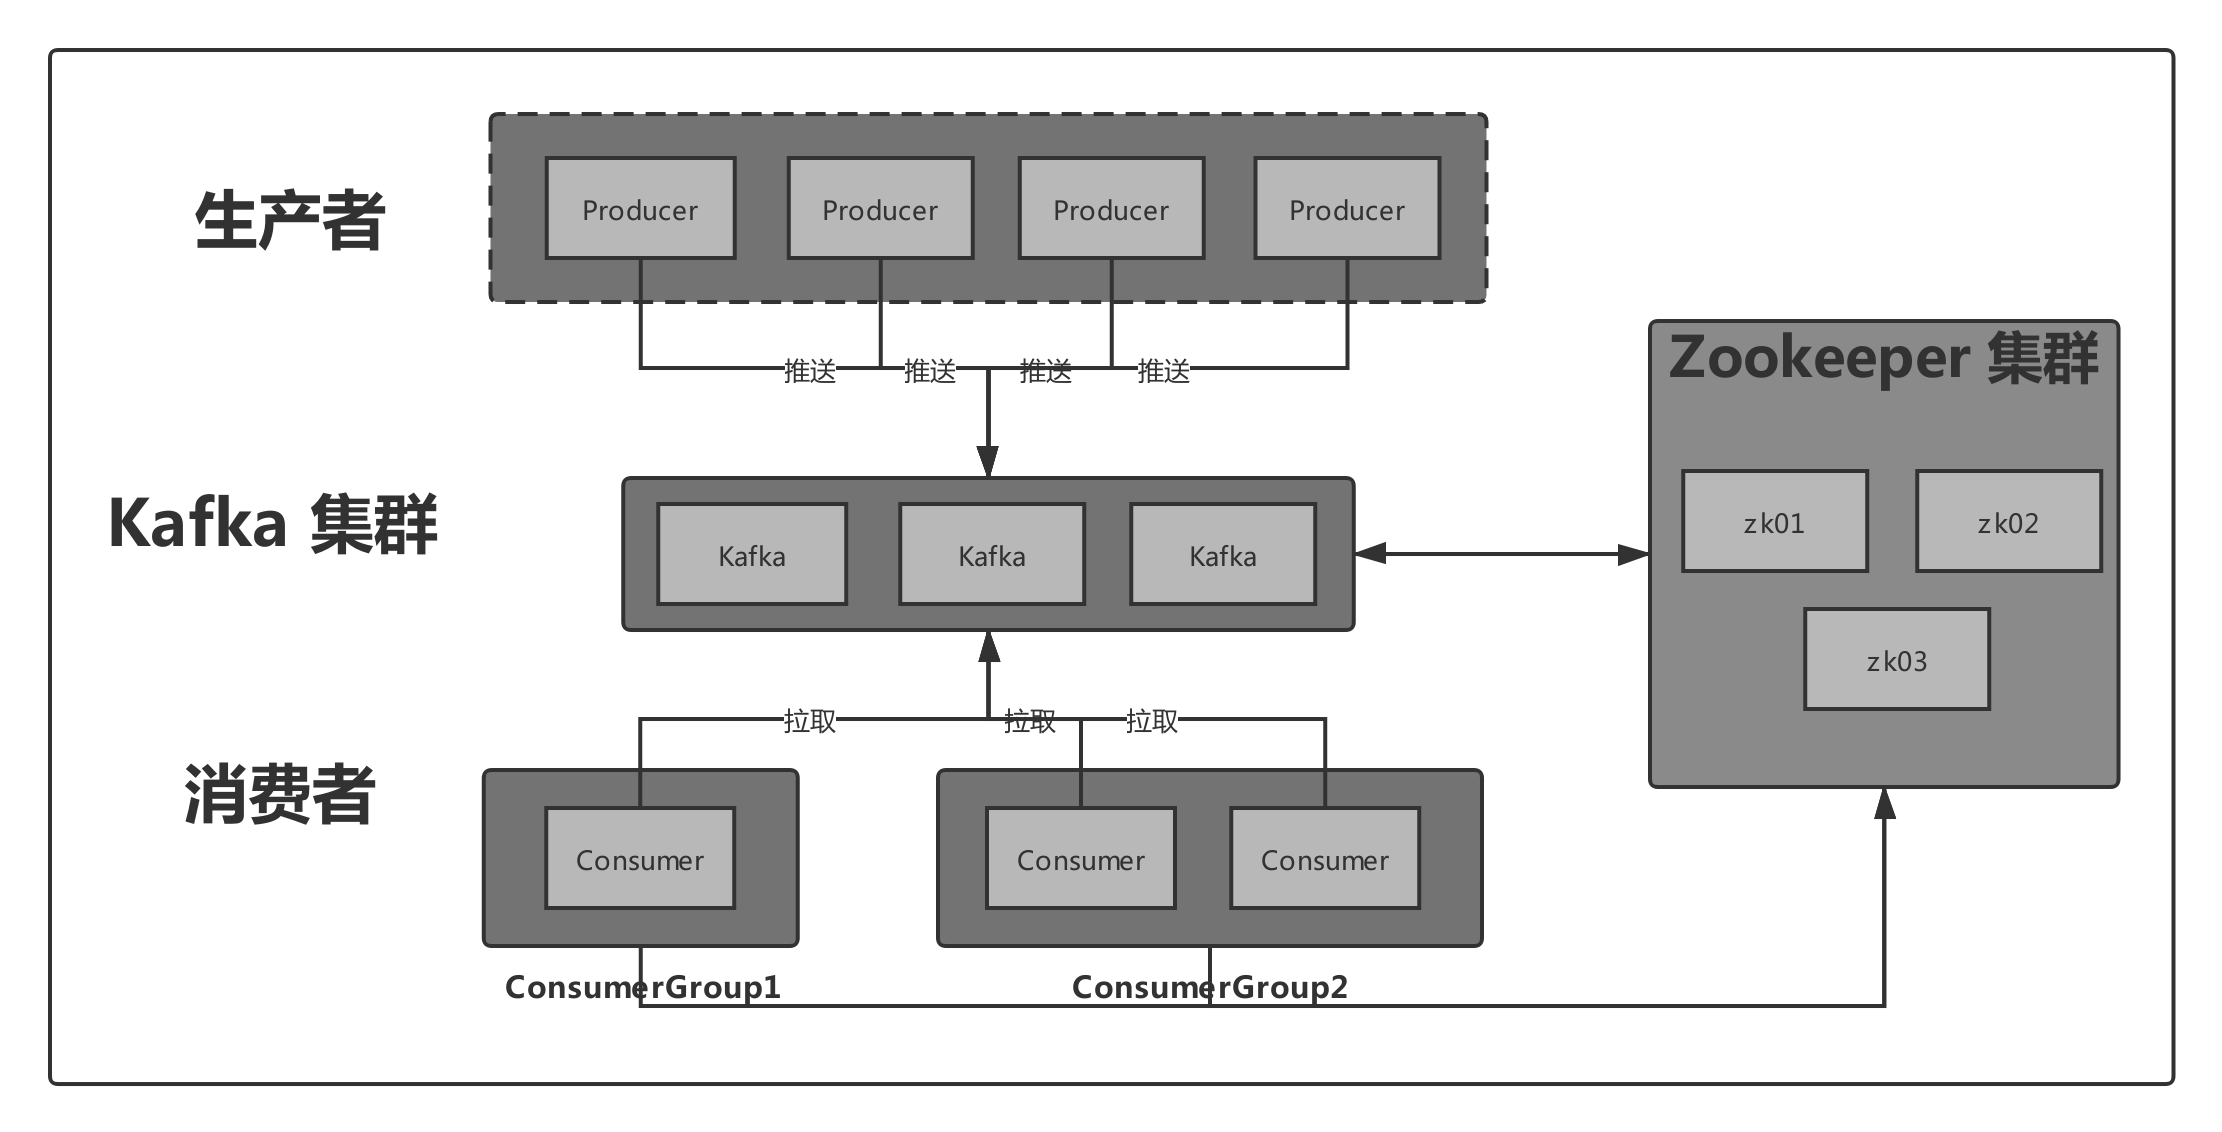 生产者
Producer
Producer
Producer
Producer
推送
推送
推送
推送
Zookeeper 集群
Kafka 集群
Kafka
Kafka
Kafka
zk01
zk02
zk03
拉取
拉取
拉取
消费者
Consumer
Consumer
Consumer
ConsumerGroup1
ConsumerGroup2